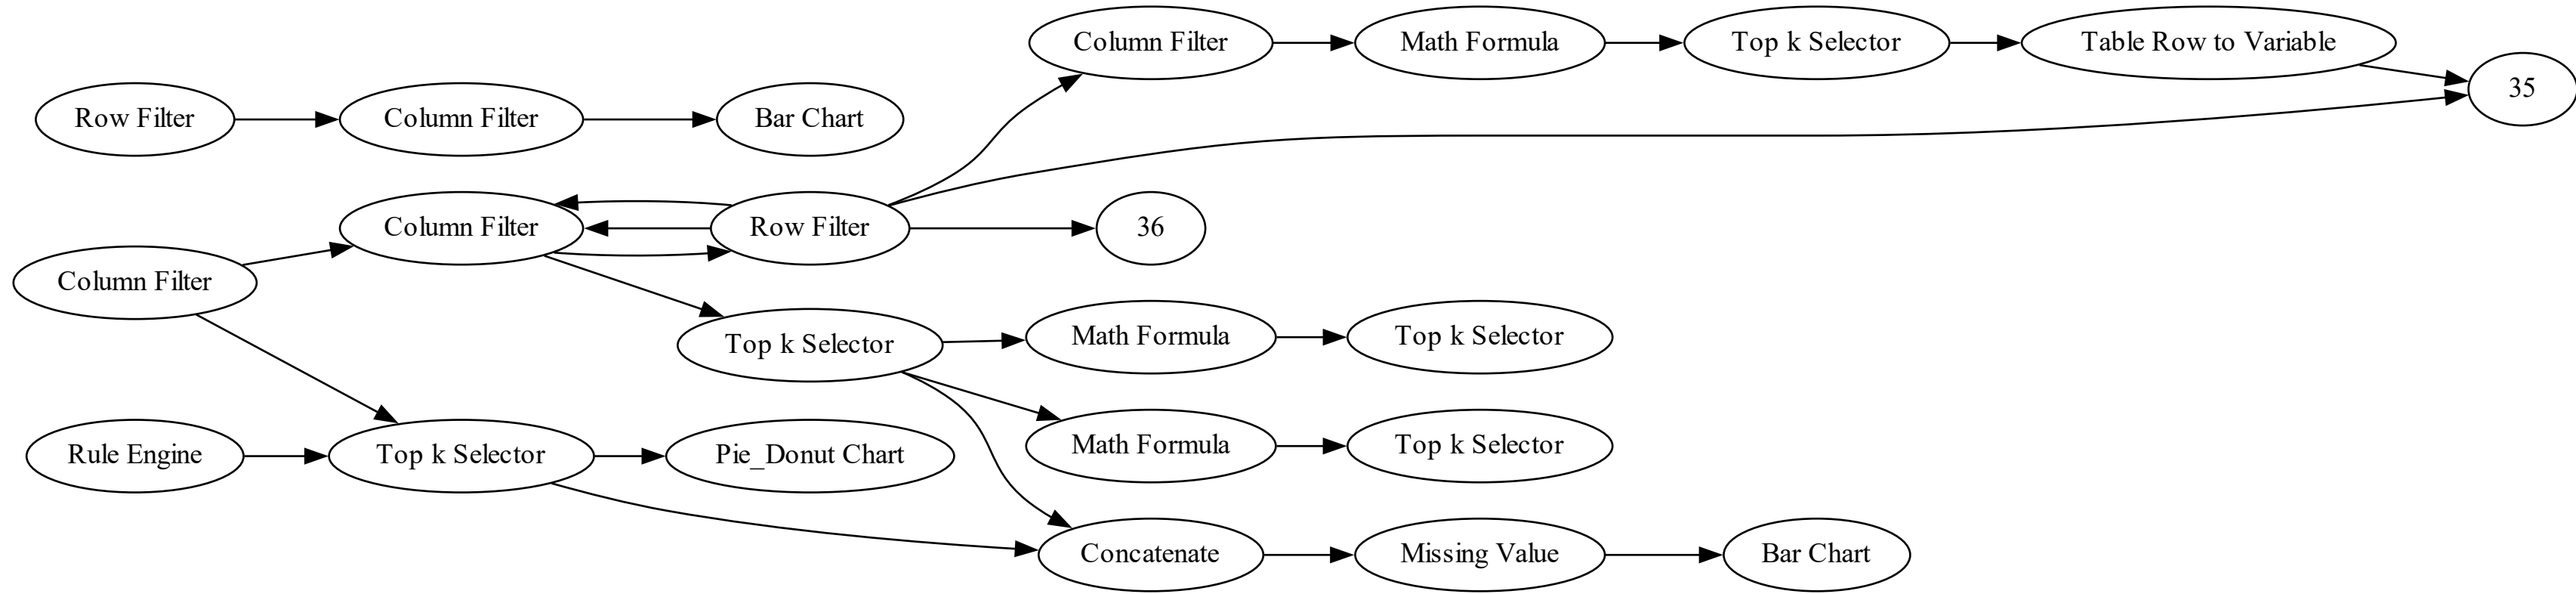 Column Filter
Math Formula
Top k Selector
Table Row to Variable
35
Row Filter
Column Filter
Bar Chart
Column Filter
Row Filter
36
Column Filter
Top k Selector
Math Formula
Top k Selector
Math Formula
Top k Selector
Rule Engine
Top k Selector
Pie_Donut Chart
Concatenate
Missing Value
Bar Chart